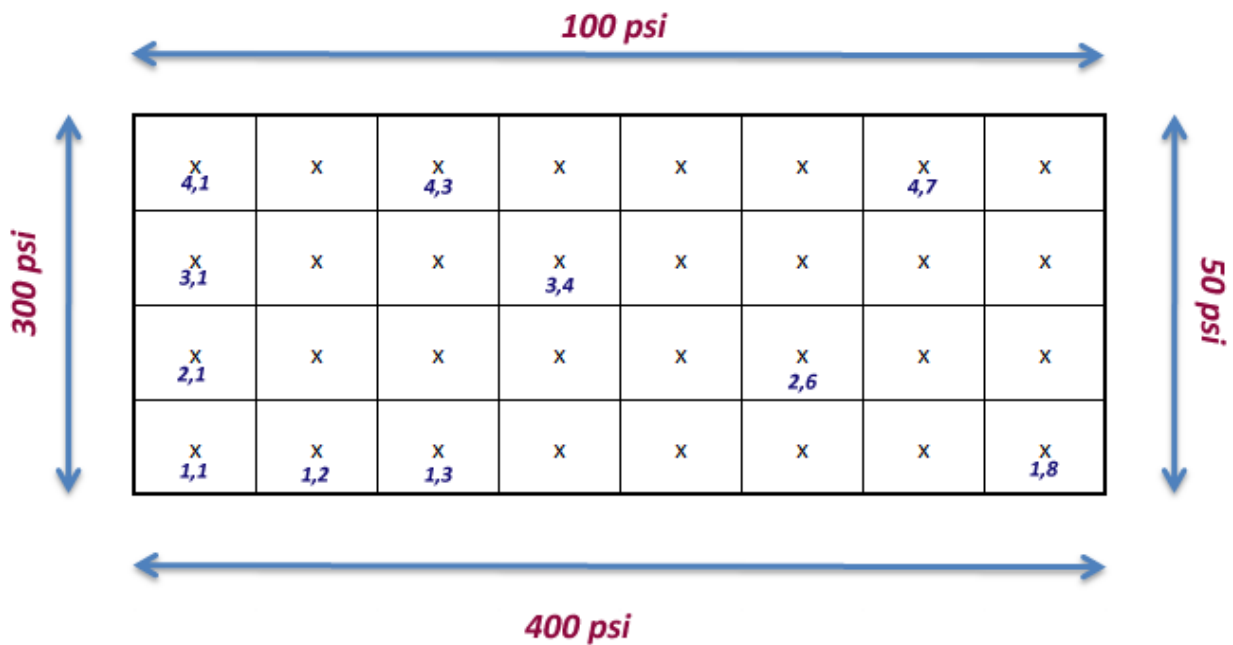 100 psi
300 psi
x x x x x x x x
4,1 4,3 4,7
x x x x x x x x
3,1 3,4
x x x x x x x x
2,1 2,6
x x x x x x x x
1,1 1,2 1,3 1,8
50 psi
400 psi